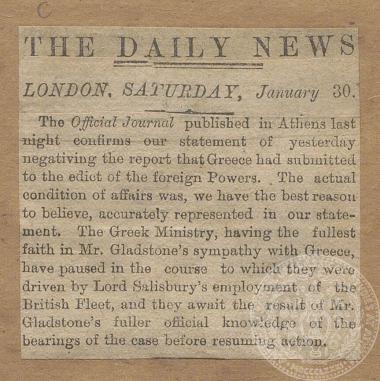 C
THE DAILY NEWS
LONDON, SATURDAY, January 30.
The Official Journal published in Athens last
night confirms our statement of yesterday
negativing the report that Greece had submitted
to the edict of the foreign Powers. The actual
condition of affairs was, we have the best reason
to believe, accurately represented in our state-
ment. The Greek Ministry, having the fullest
faith in Mr. Gladstone's sympathy with Greece,
have paused in the course to which they were
driven by Lord Salisbury's employment of the
British Fleet, and they await the result of Mr.
Gladstone's fuller official knowledge of the
bearings of the case before resuming action.